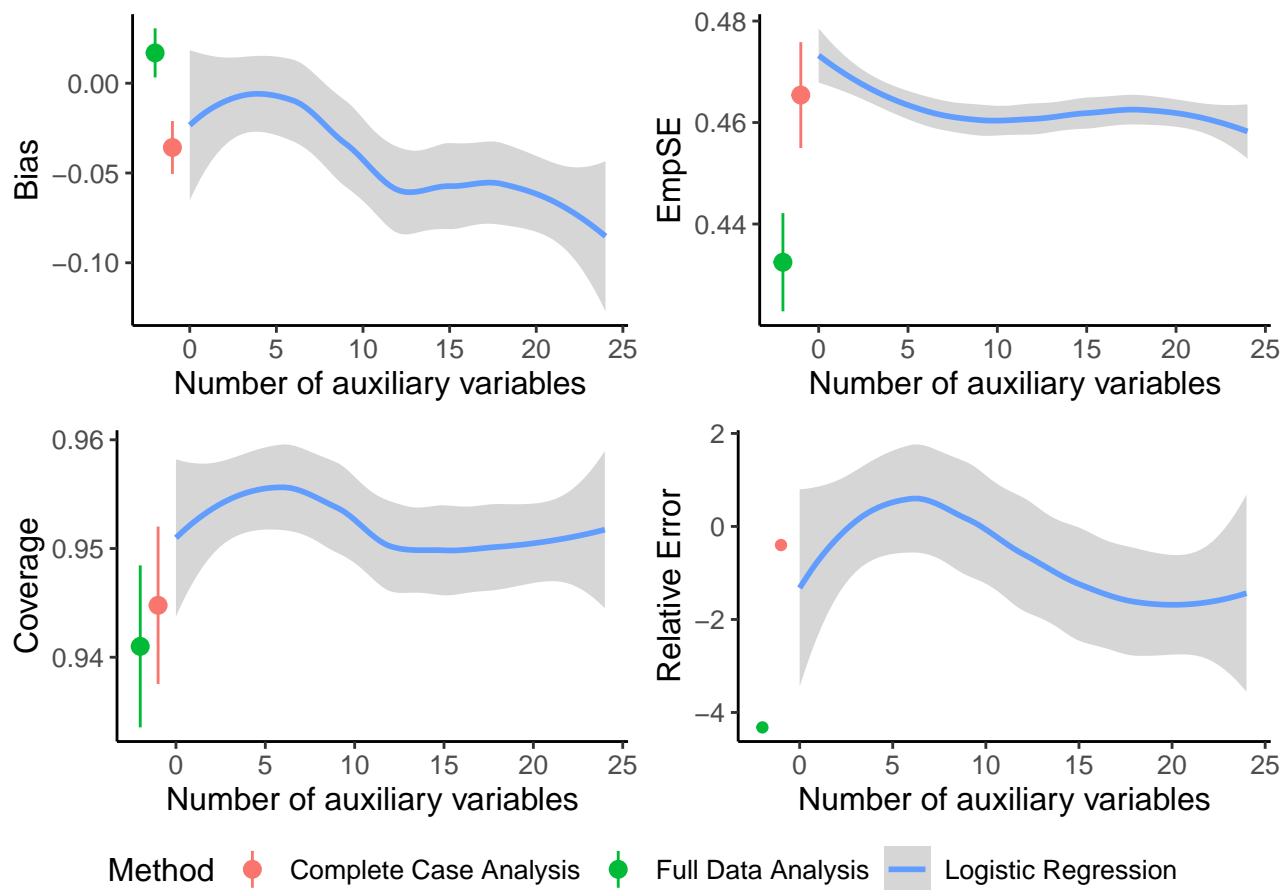 0.00
−0.05
−0.10
Bias
0 5 10 15 20 25
Number of auxiliary variables
0.48
0.46
0.44
EmpSE
0 5 10 15 20 25
Number of auxiliary variables
0.96
0.95
0.94
Coverage
0 5 10 15 20 25
Number of auxiliary variables
2
0
−2
−4
Relative Error
0 5 10 15 20 25
Number of auxiliary variables
Method Complete Case Analysis Full Data Analysis Logistic Regression